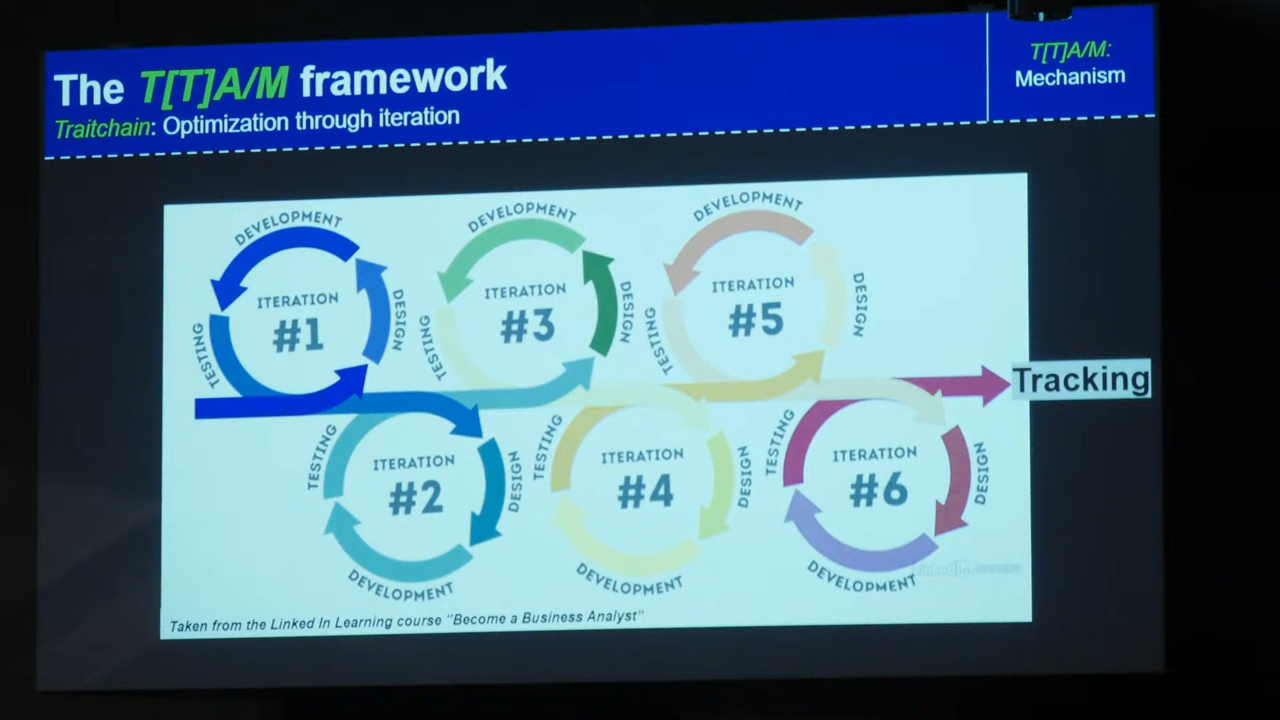 The T[T]A/M framework
Traitchain: Optimization through iteration
T[T]A/M:
Mechanism
DEVELOPMENT
ITERATION
#1
DESIGN
TESTING
DEVELOPMENT
ITERATION
#3
DESIGN
TESTING
DEVELOPMENT
ITERATION
#5
DESIGN
TESTING
Tracking
TESTING
ITERATION
#2
DESIGN
DEVELOPMENT
TESTING
ITERATION
#4
DESIGN
DEVELOPMENT
TESTING
ITERATION
#6
DESIGN
DEVELOPMENT
Taken from the Linked In Learning course "Become a Business Analyst"